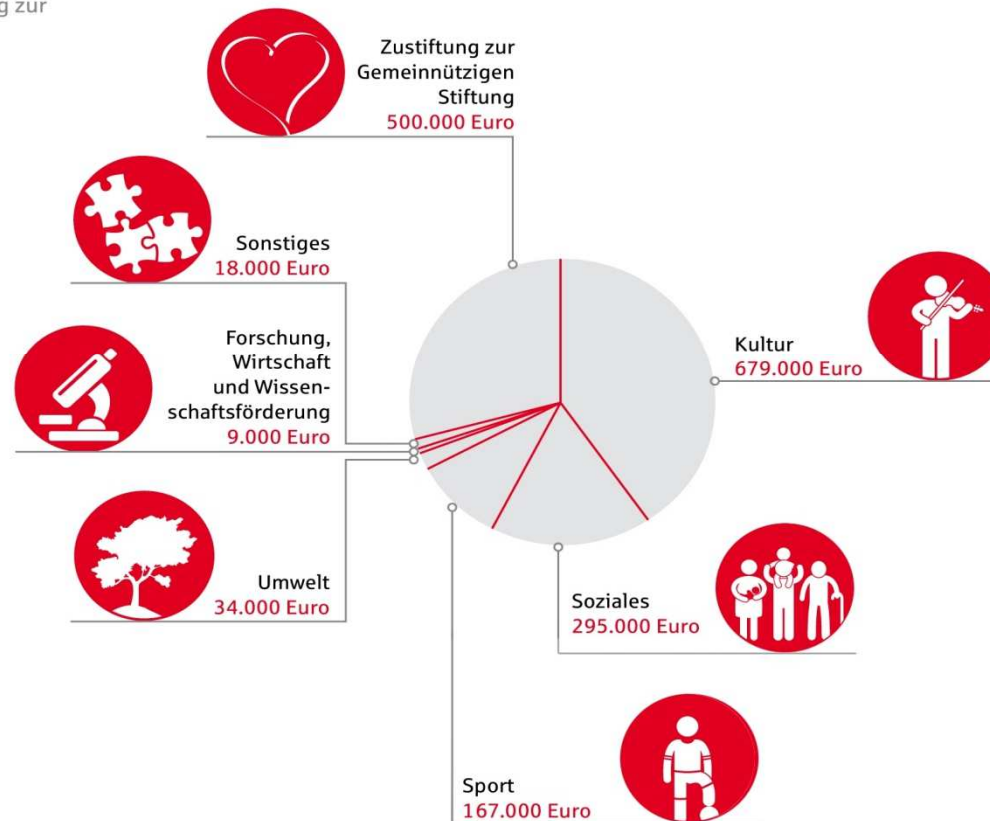 zur
Zustiftung zur
Gemeinnützigen
Stiftung
500.000 Euro
Sonstiges
18.000 Euro
Forschung,
Wirtschaft
und Wissen-
schaftsförderung
9.000 Euro
Kultur
679.000 Euro
Umwelt
34.000 Euro
Soziales
295.000 Euro
Sport
167.000 Euro